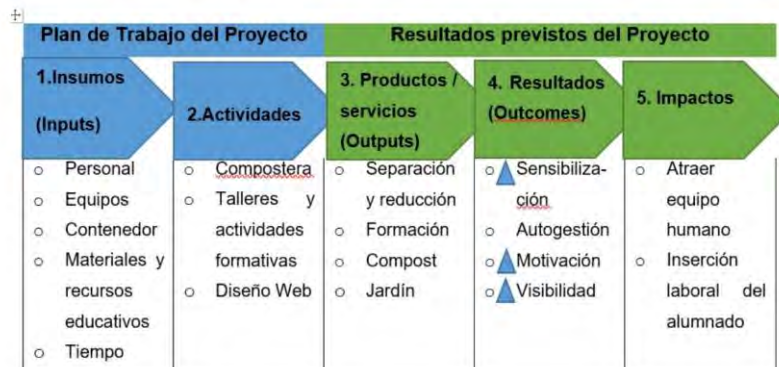 Plan de Trabajo del Proyecto
Resultados previstos del Proyecto
1.Insumos
(Inputs)
2.Actividades
3. Productos /
servicios
(Outputs)
4. Resultados
(Outcomes)
5. Impactos
Personal
Equipos
Contenedor
Materiales y
recursos
educativos
Tiempo
Compostera
Talleres y
actividades
formativas
Diseño Web
Separación
y reducción
Formación
Compost
Jardín
Sensibiliza-
ción
Autogestión
Motivación
Visibilidad
Atraer
equipo
humano
Inserción
laboral del
alumnado